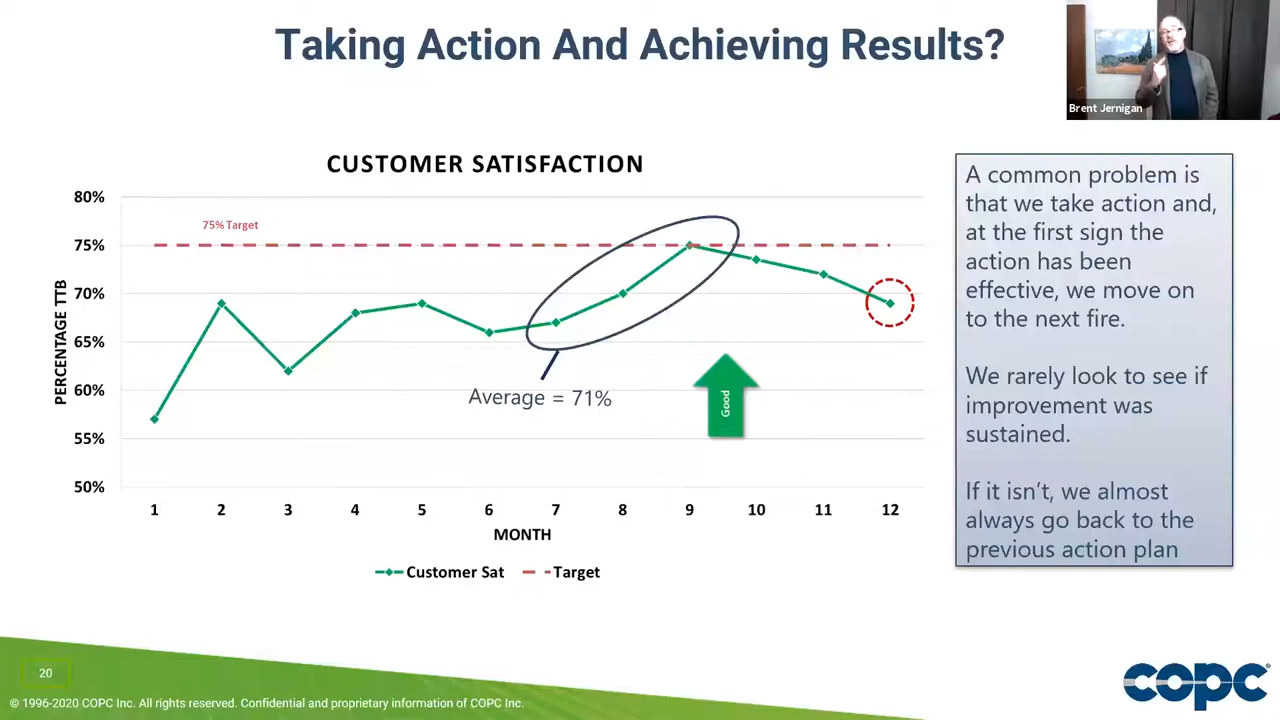 Taking Action And Achieving Results?
Brent Jernigan
CUSTOMER SATISFACTION
PERCENTAGE TTB
80%
75%
70%
65%
60%
55%
50%
75% Target
Average = 71%
Good
1 2 3 4 5 6 7 8 9 10 11 12
MONTH
Customer Sat Target
A common problem is
that we take action and,
at the first sign the
action has been
effective, we move on
to the next fire.
We rarely look to see if
improvement was
sustained.
If it isn't, we almost
always go back to the
previous action plan
20
© 1996-2020 COPC Inc. All rights reserved. Confidential and proprietary information of COPC Inc.
copc®